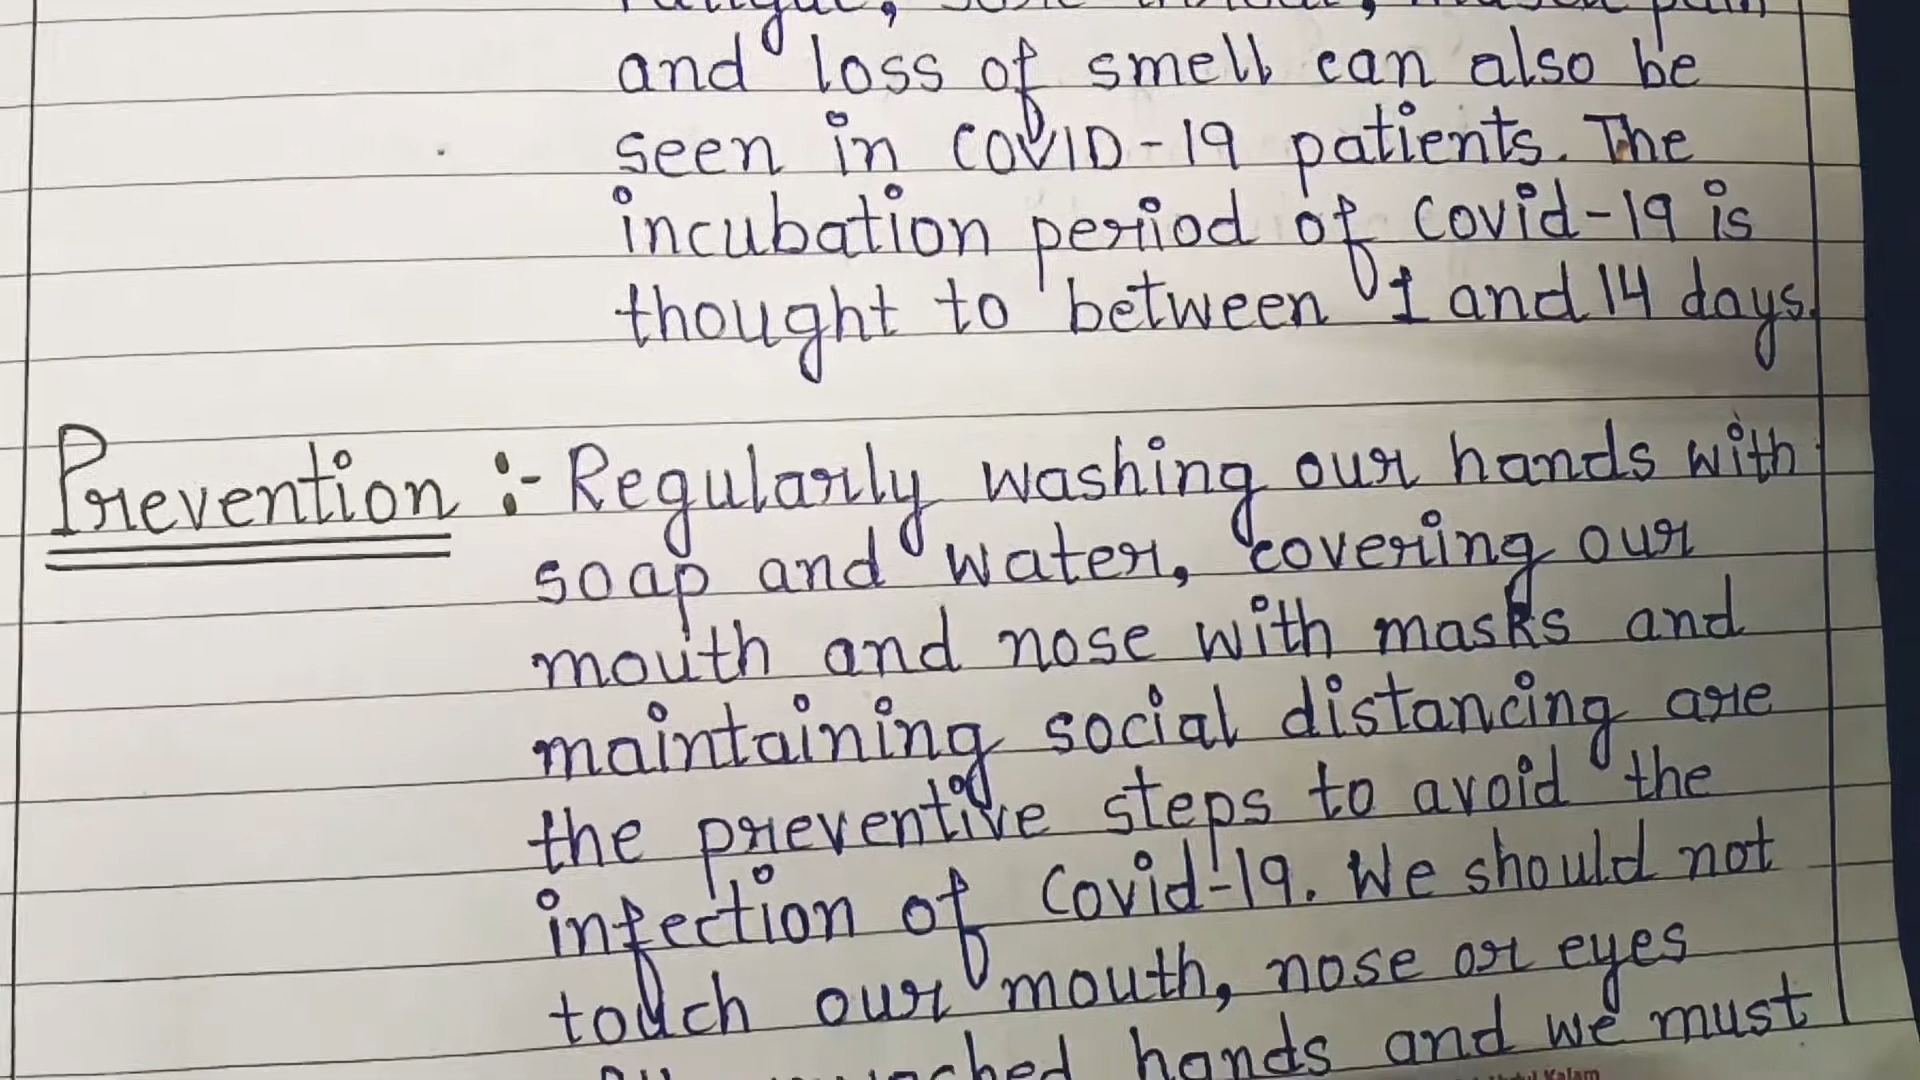 and loss of smell can also be
seen in COVID-19 patients. The
incubation period of covid-19 is
thought to between 1 and 14 days.
Prevention :- Regularly washing our hands with
soap and water, covering our
mouth and nose with masks and
maintaining social distancing are
the preventive steps to avoid the
infection of Covid-19. We should not
touch our mouth, nose or eyes
hands and we must
Kalam